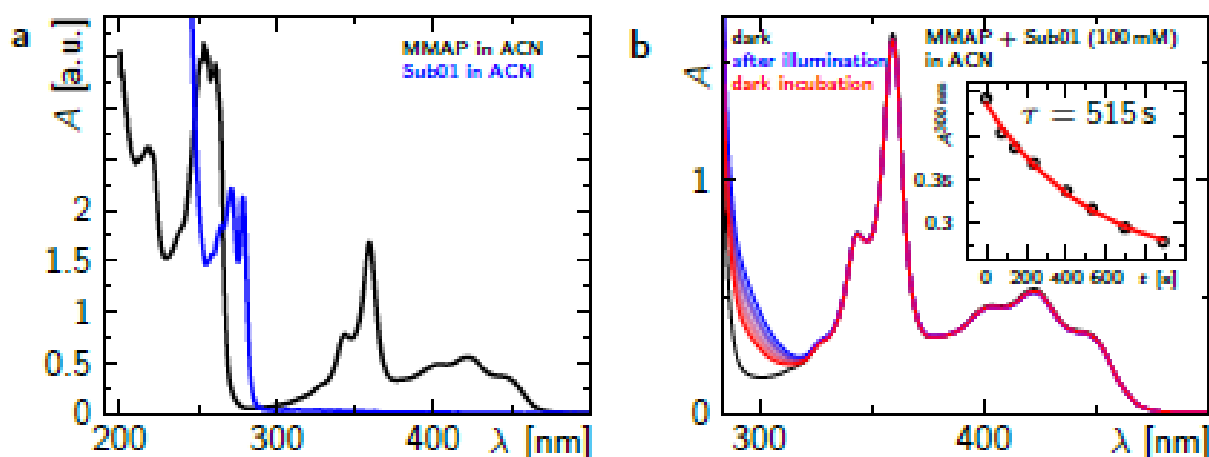 a
MMAP in ACN
Sub01 in ACN
A [a.u.]
2
1.5
1
0.5
0
200
300
400
λ [nm]
b
dark
after illumination
dark incubation
MMAP + Sub01 (100 mM)
in ACN
A
1
0
300
400
λ [nm]
τ = 515 s
0.35
0.3
0
200
400
600
t [s]